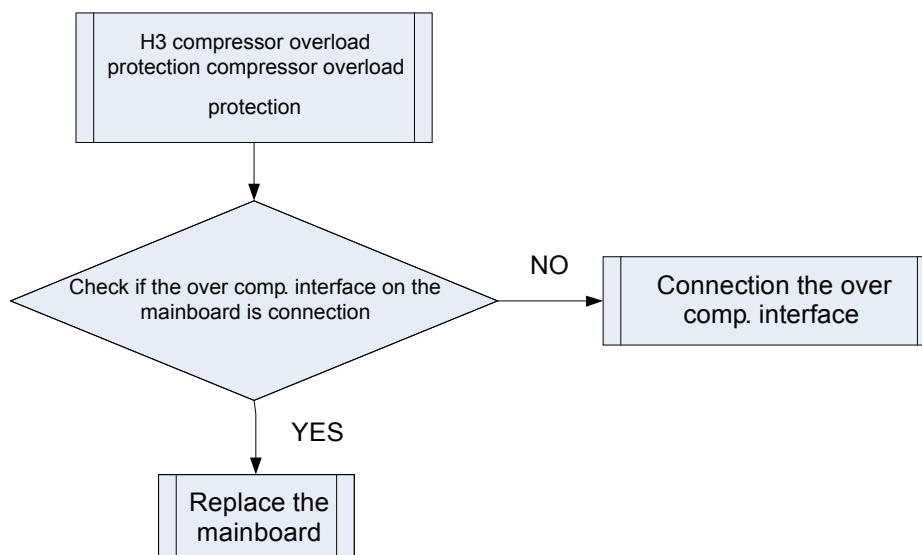 H3 compressor overload
protection compressor overload
protection
Check if the over comp. interface on the
mainboard is connection
NO
Connection the over
comp. interface
YES
Replace the
mainboard